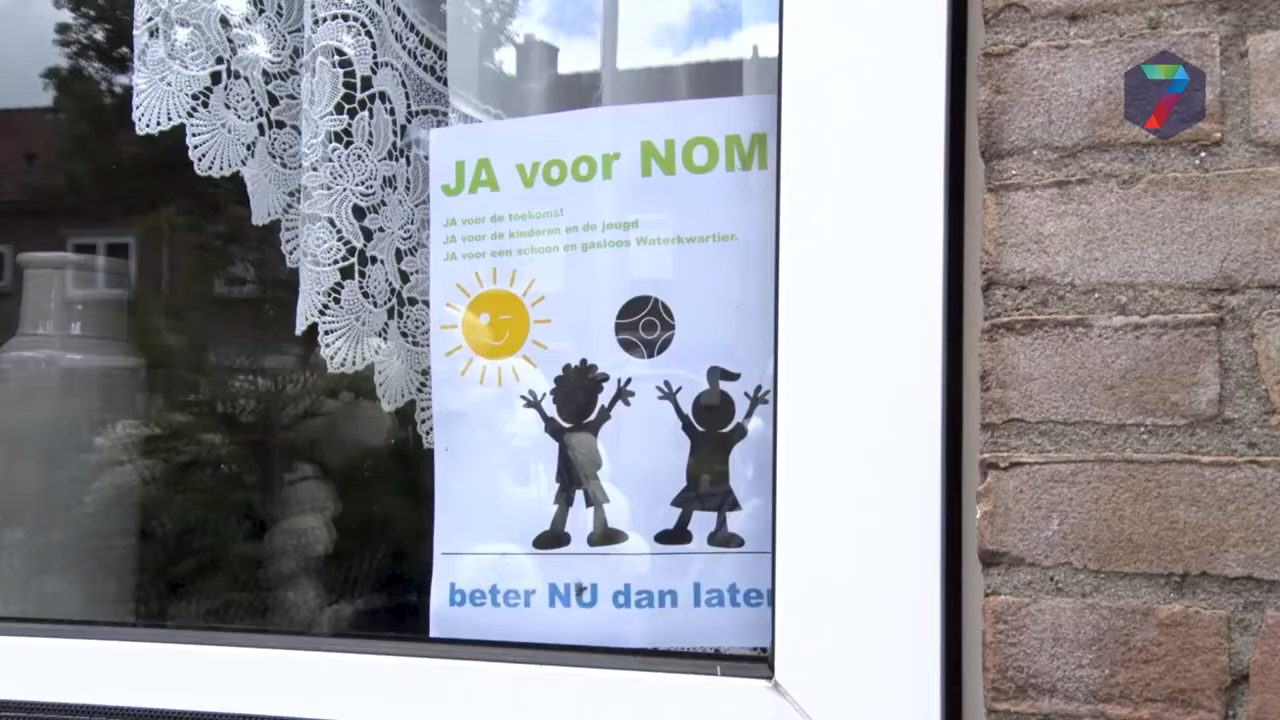 JA voor NOM
JA voor de toekomst
JA voor de kinderen en de jeugd
JA voor een schoon en gasloos Waterkwartier.
beter NU dan later
7